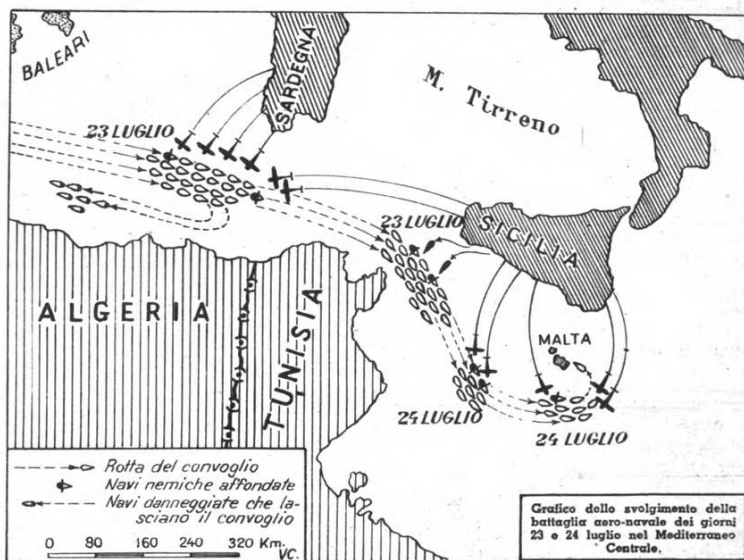 BALEARI
SARDEGNA
M. Tirreno
23 LUGLIO
23 LUGLIO
SICILIA
ALGERIA
TUNISIA
MALTA
24 LUGLIO
24 LUGLIO
Rotta del convoglio
Navi nemiche affondate
Navi danneggiate che la-
sciano il convoglio
0 80 160 240 320 Km.
VC.
Grafico dello svolgimento della
battaglia aero-navale dei giorni
23 e 24 luglio nel Mediterraneo
Centrale.